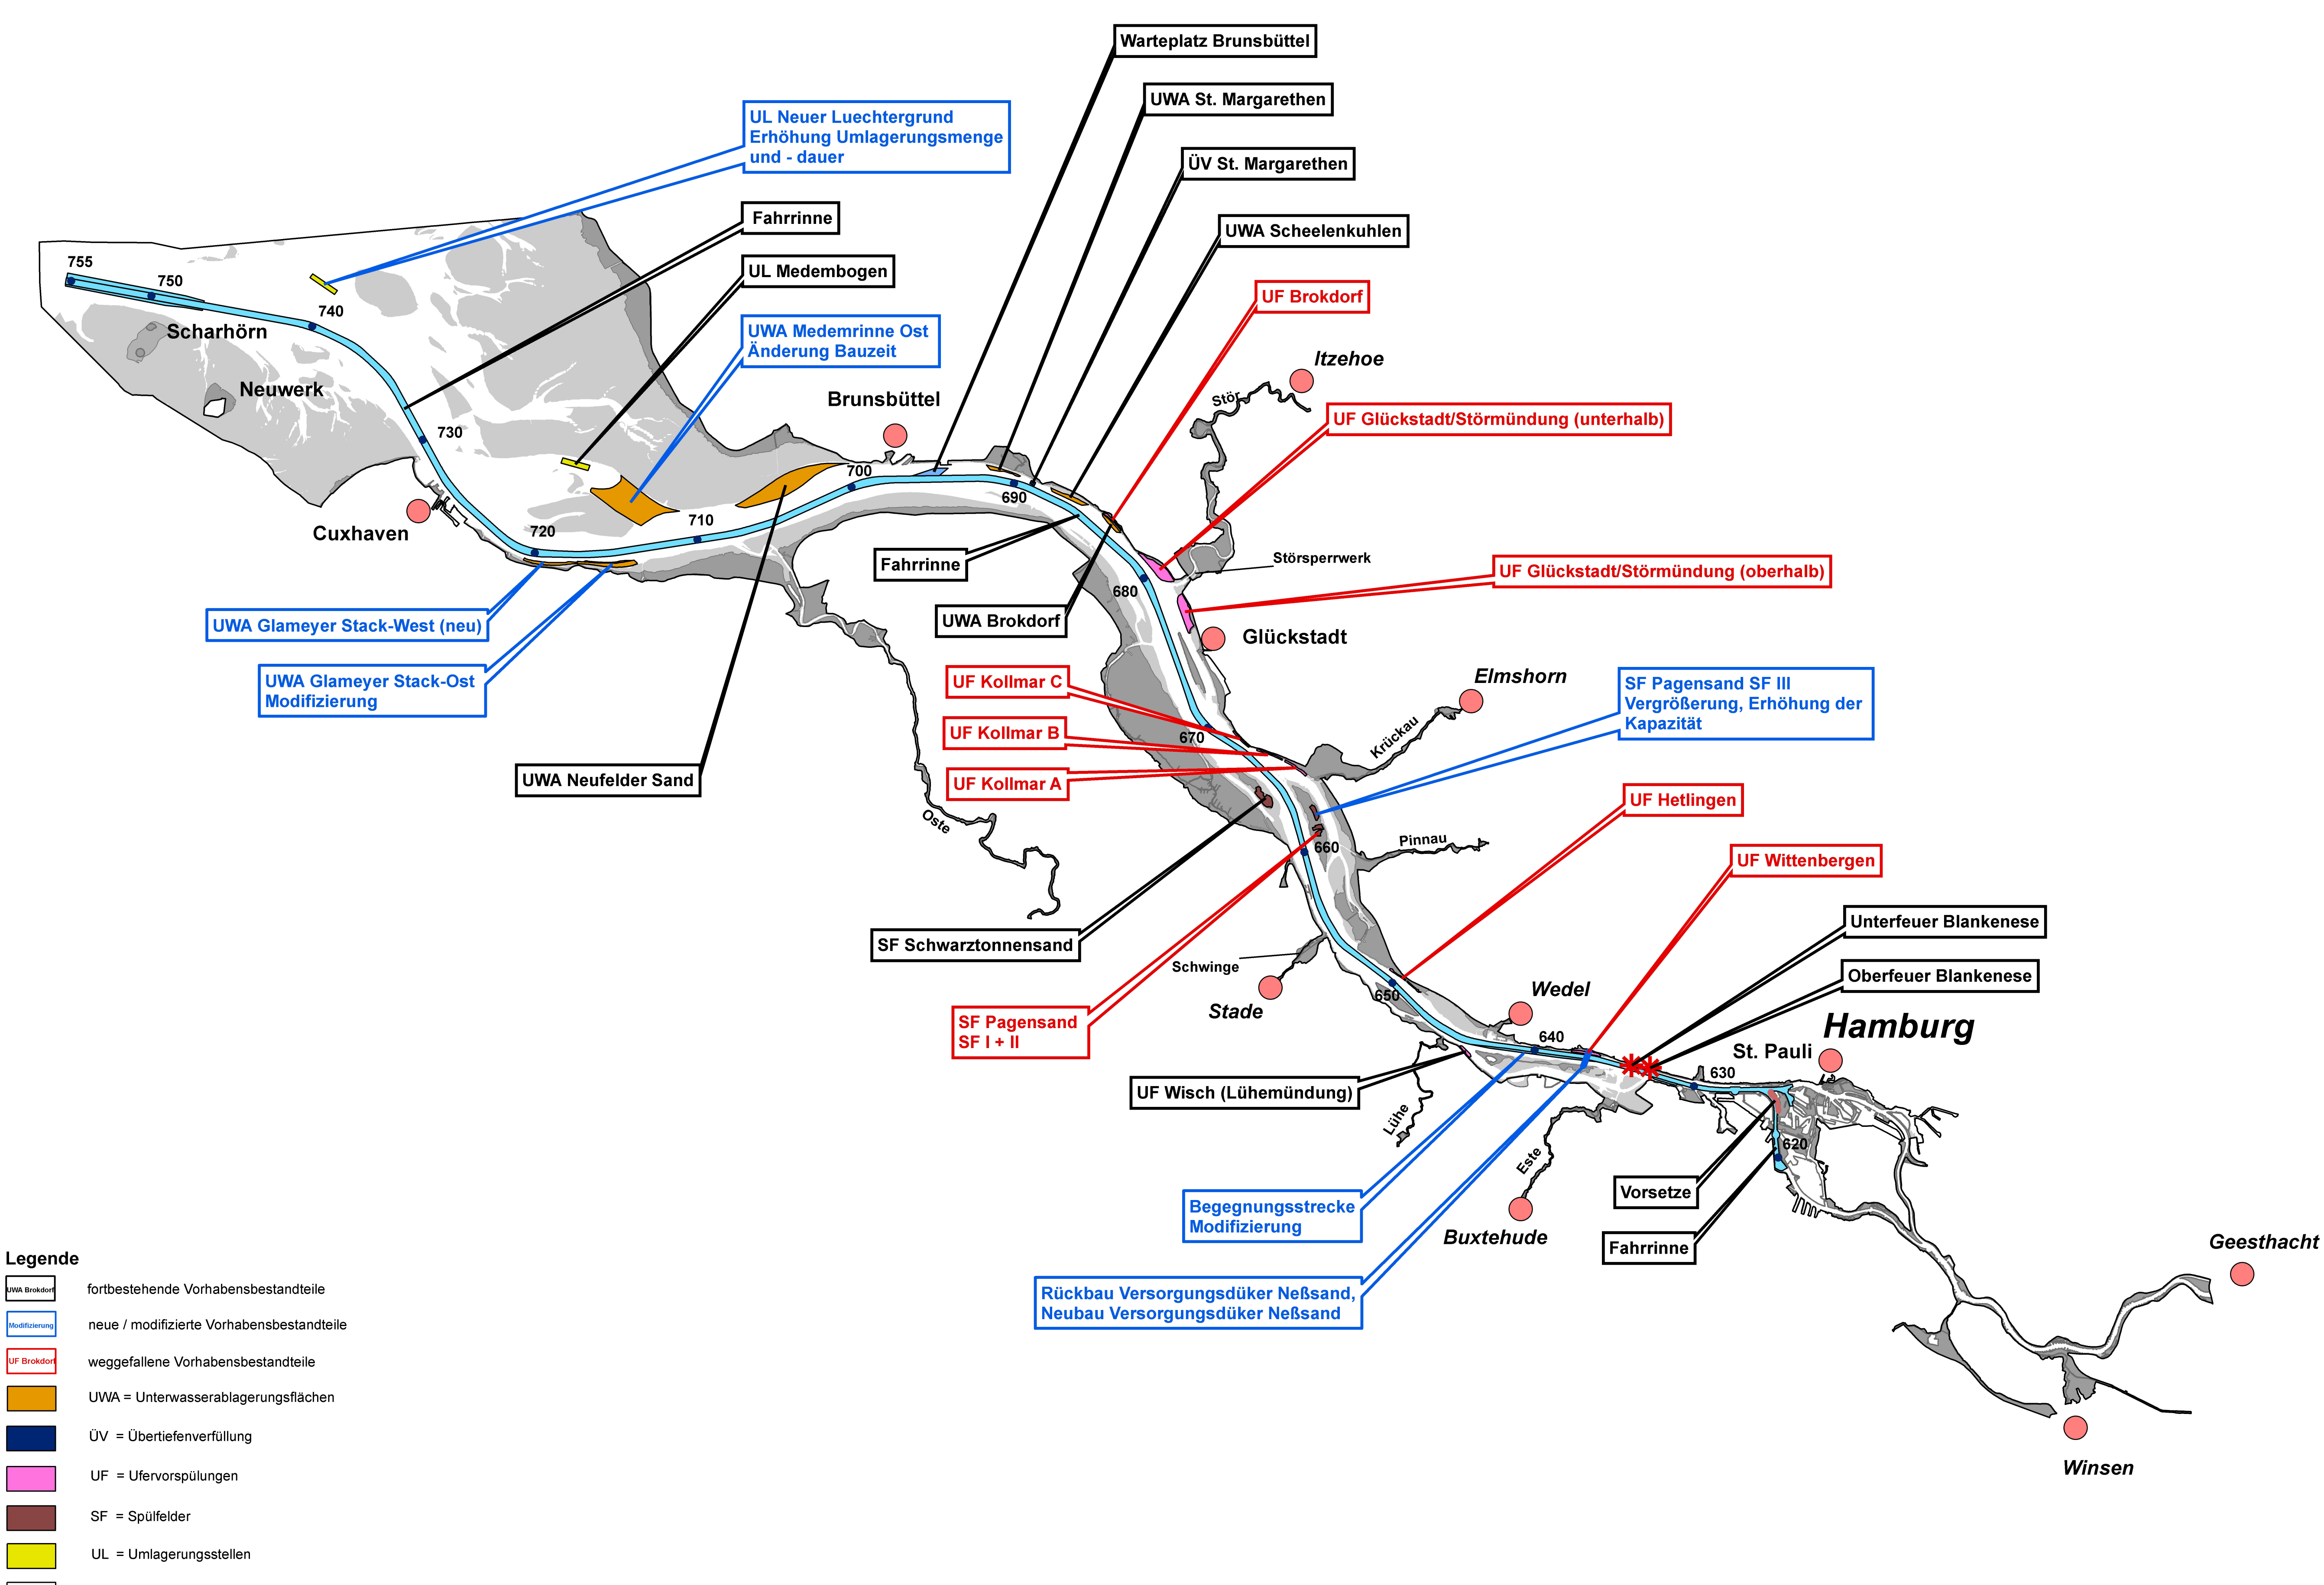 Warteplatz Brunsbüttel
UWA St. Margarethen
UL Neuer Luechtergrund
Erhöhung Umlagerungsmenge
und - dauer
ÜV St. Margarethen
Fahrrinne
UWA Scheelenkuhlen
755
750
740
UL Medembogen
UF Brokdorf
Scharhörn
UWA Medemrinne Ost
Änderung Bauzeit
Itzehoe
Neuwerk
Brunsbüttel
Stör
UF Glückstadt/Störmündung (unterhalb)
730
700
690
Cuxhaven
720
710
Fahrrinne
Störsperrwerk
UF Glückstadt/Störmündung (oberhalb)
680
UWA Glameyer Stack-West (neu)
UWA Brokdorf
Glückstadt
UWA Glameyer Stack-Ost
Modifizierung
UF Kollmar C
Elmshorn
SF Pagensand SF III
Vergrößerung, Erhöhung der
Kapazität
UF Kollmar B
670
Krückau
UWA Neufelder Sand
UF Kollmar A
UF Hetlingen
Oste
660
Pinnau
UF Wittenbergen
SF Schwarztonnensand
Unterfeuer Blankenese
Schwinge
Oberfeuer Blankenese
Stade
650
Wedel
SF Pagensand
SF I + II
Hamburg
640
St. Pauli
630
UF Wisch (Lühemündung)
Lühe
620
Este
Vorsetze
Begegnungsstrecke
Modifizierung
Buxtehude
Fahrrinne
Geesthacht
Rückbau Versorgungsdüker Neßsand,
Neubau Versorgungsdüker Neßsand
Winsen
Legende
UWA Brokdorf fortbestehende Vorhabensbestandteile
Modifizierung neue / modifizierte Vorhabensbestandteile
UF Brokdorf weggefallene Vorhabensbestandteile
UWA = Unterwasserablagerungsflächen
ÜV = Übertiefenverfüllung
UF = Ufervorspülungen
SF = Spülfelder
UL = Umlagerungsstellen